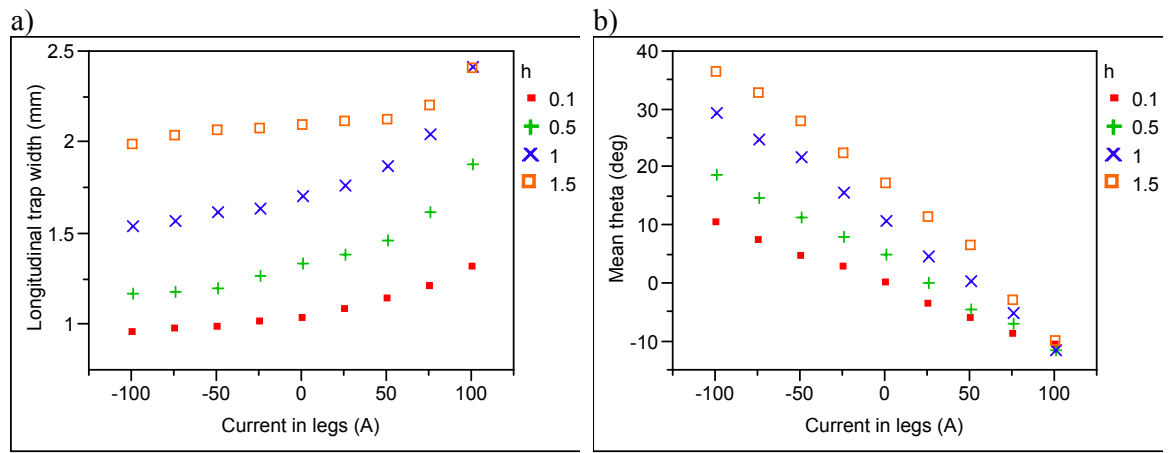 a)
Longitudinal trap width (mm)
2.5
2
1.5
1
-100 -50 0 50 100
Current in legs (A)
h
0.1
0.5
1
1.5
b)
Mean theta (deg)
40
30
20
10
0
-10
-100 -50 0 50 100
Current in legs (A)
h
0.1
0.5
1
1.5